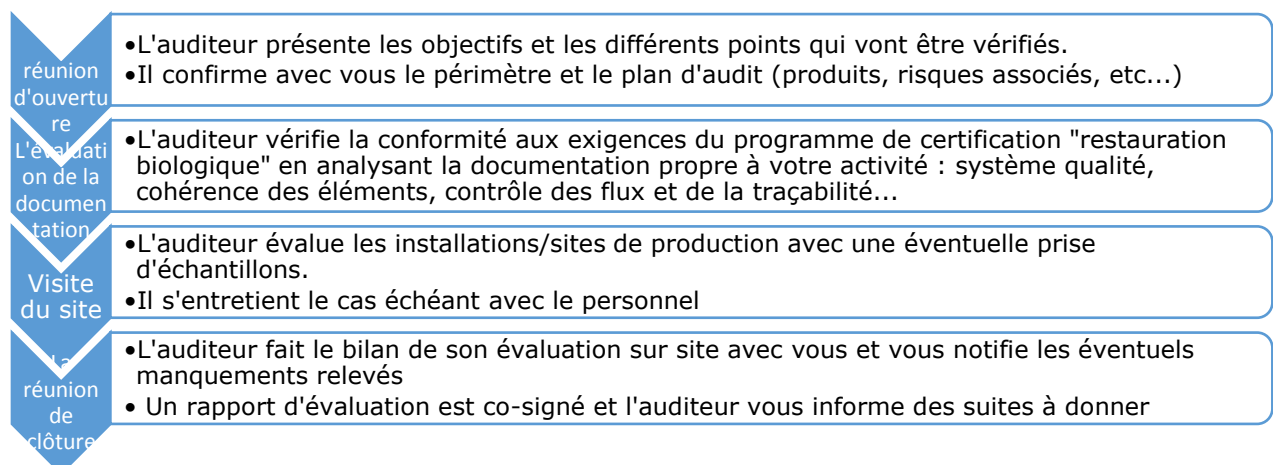 réunion
d'ouvertu
re
•L'auditeur présente les objectifs et les différents points qui vont être vérifiés.
•Il confirme avec vous le périmètre et le plan d'audit (produits, risques associés, etc...)
L'évaluati
on de la
documen
tation
•L'auditeur vérifie la conformité aux exigences du programme de certification "restauration
biologique" en analysant la documentation propre à votre activité : système qualité,
cohérence des éléments, contrôle des flux et de la traçabilité...
Visite
du site
•L'auditeur évalue les installations/sites de production avec une éventuelle prise
d'échantillons.
•Il s'entretient le cas échéant avec le personnel
La
réunion
de
clôture
•L'auditeur fait le bilan de son évaluation sur site avec vous et vous notifie les éventuels
manquements relevés
• Un rapport d'évaluation est co-signé et l'auditeur vous informe des suites à donner